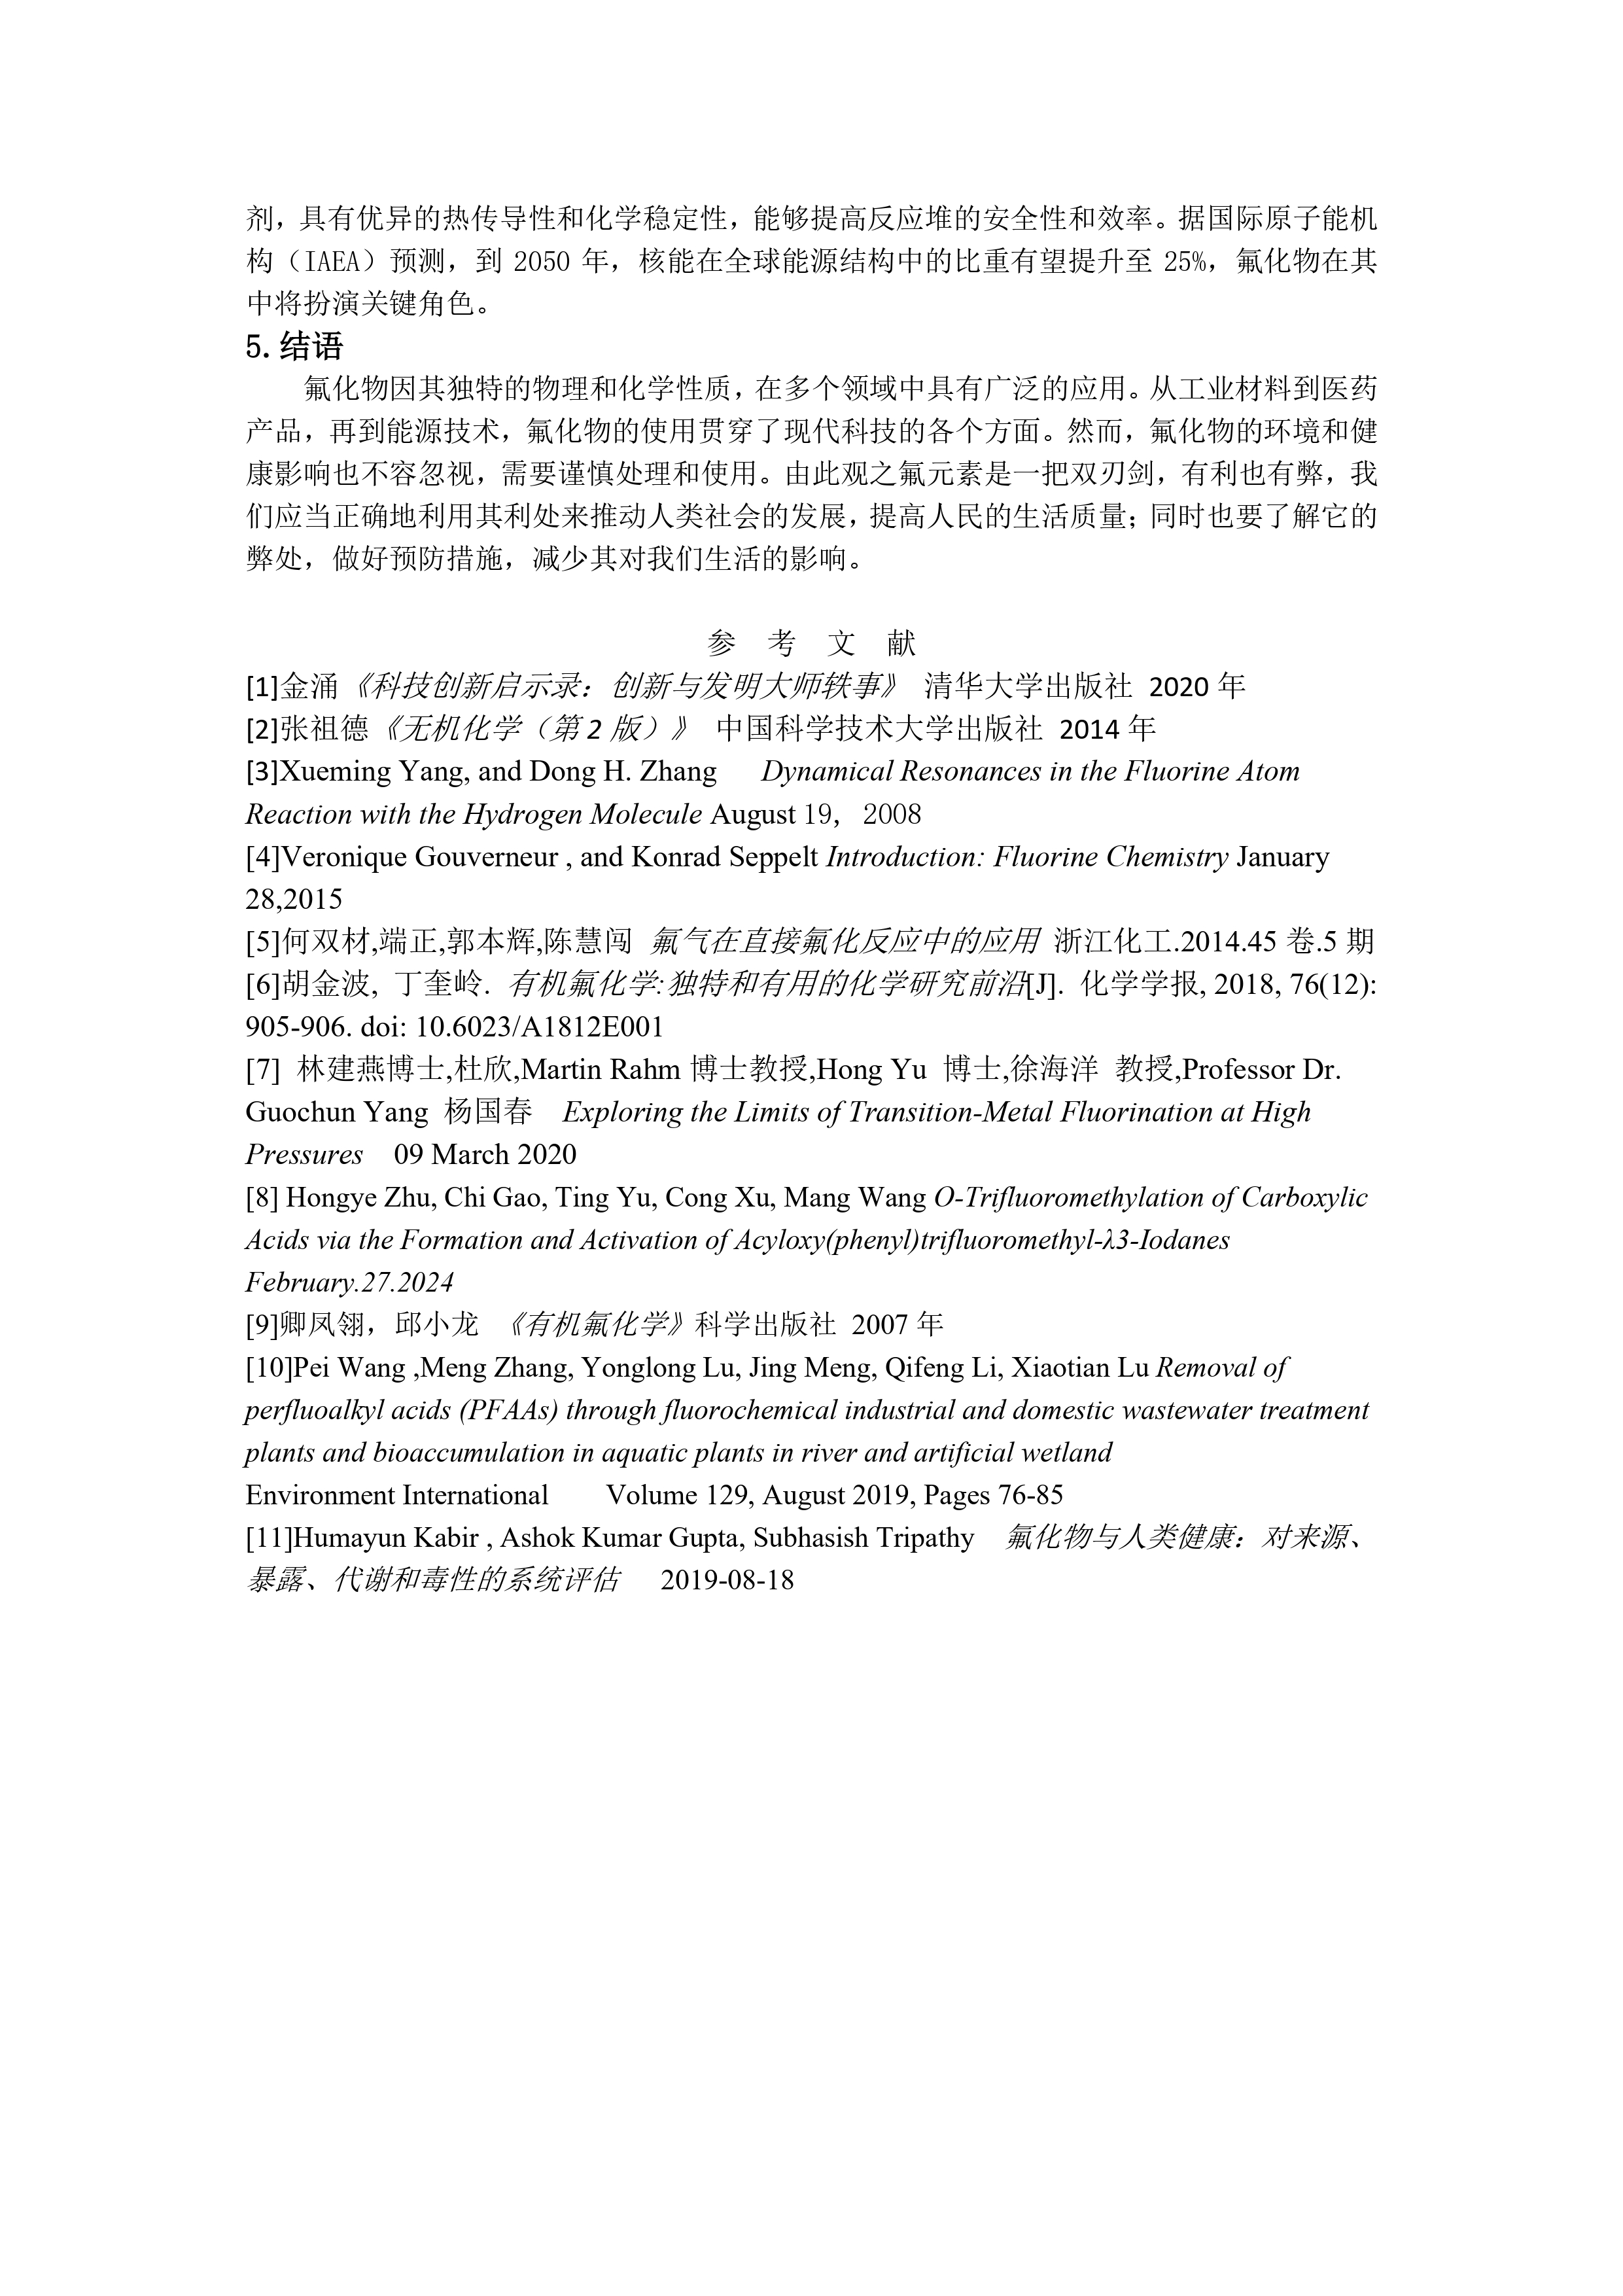 剂，具有优异的热传导性和化学稳定性，能够提高反应堆的安全性和效率。据国际原子能机
构（IAEA）预测，到 2050 年，核能在全球能源结构中的比重有望提升至 25%，氟化物在其
中将扮演关键角色。
5.结语
氟化物因其独特的物理和化学性质，在多个领域中具有广泛的应用。从工业材料到医药
产品，再到能源技术，氟化物的使用贯穿了现代科技的各个方面。然而，氟化物的环境和健
康影响也不容忽视，需要谨慎处理和使用。由此观之氟元素是一把双刃剑，有利也有弊，我
们应当正确地利用其利处来推动人类社会的发展，提高人民的生活质量；同时也要了解它的
弊处，做好预防措施，减少其对我们生活的影响。
参 考 文 献
[1]金涌《科技创新启示录：创新与发明大师轶事》 清华大学出版社 2020 年
[2]张祖德《无机化学（第 2 版）》 中国科学技术大学出版社 2014 年
[3]Xueming Yang, and Dong H. Zhang Dynamical Resonances in the Fluorine Atom
Reaction with the Hydrogen Molecule August 19，2008
[4]Veronique Gouverneur , and Konrad Seppelt Introduction: Fluorine Chemistry January
28,2015
[5]何双材,端正,郭本辉,陈慧闯 氟气在直接氟化反应中的应用 浙江化工.2014.45 卷.5 期
[6]胡金波, 丁奎岭. 有机氟化学:独特和有用的化学研究前沿[J]. 化学学报, 2018, 76(12):
905-906. doi: 10.6023/A1812E001
[7] 林建燕博士,杜欣,Martin Rahm 博士教授,Hong Yu 博士,徐海洋 教授,Professor Dr.
Guochun Yang 杨国春 Exploring the Limits of Transition-Metal Fluorination at High
Pressures 09 March 2020
[8] Hongye Zhu, Chi Gao, Ting Yu, Cong Xu, Mang Wang O-Trifluoromethylation of Carboxylic
Acids via the Formation and Activation of Acyloxy(phenyl)trifluoromethyl-λ3-Iodanes
February.27.2024
[9]卿凤翎，邱小龙 《有机氟化学》科学出版社 2007 年
[10]Pei Wang ,Meng Zhang, Yonglong Lu, Jing Meng, Qifeng Li, Xiaotian Lu Removal of
perfluoalkyl acids (PFAAs) through fluorochemical industrial and domestic wastewater treatment
plants and bioaccumulation in aquatic plants in river and artificial wetland
Environment International Volume 129, August 2019, Pages 76-85
[11]Humayun Kabir , Ashok Kumar Gupta, Subhasish Tripathy 氟化物与人类健康：对来源、
暴露、代谢和毒性的系统评估 2019-08-18